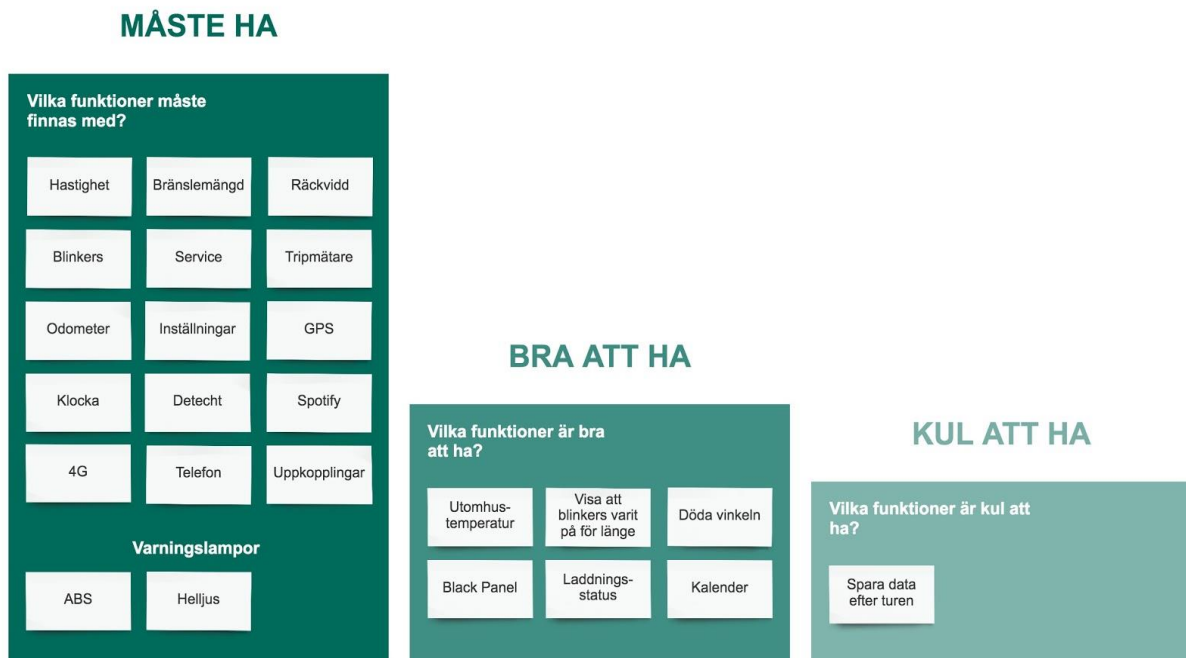 MÅSTE HA
Vilka funktioner måste
finnas med?
Hastighet
Bränslemängd
Räckvidd
Blinkers
Service
Tripmätare
Odometer
Inställningar
GPS
Klocka
Detecht
Spotify
4G
Telefon
Uppkopplingar
Varningslampor
ABS
Helljus
BRA ATT HA
Vilka funktioner är bra
att ha?
Utomhus-
temperatur
Visa att
blinkers varit
på för länge
Döda vinkeln
Black Panel
Laddnings-
status
Kalender
KUL ATT HA
Vilka funktioner är kul att
ha?
Spara data
efter turen